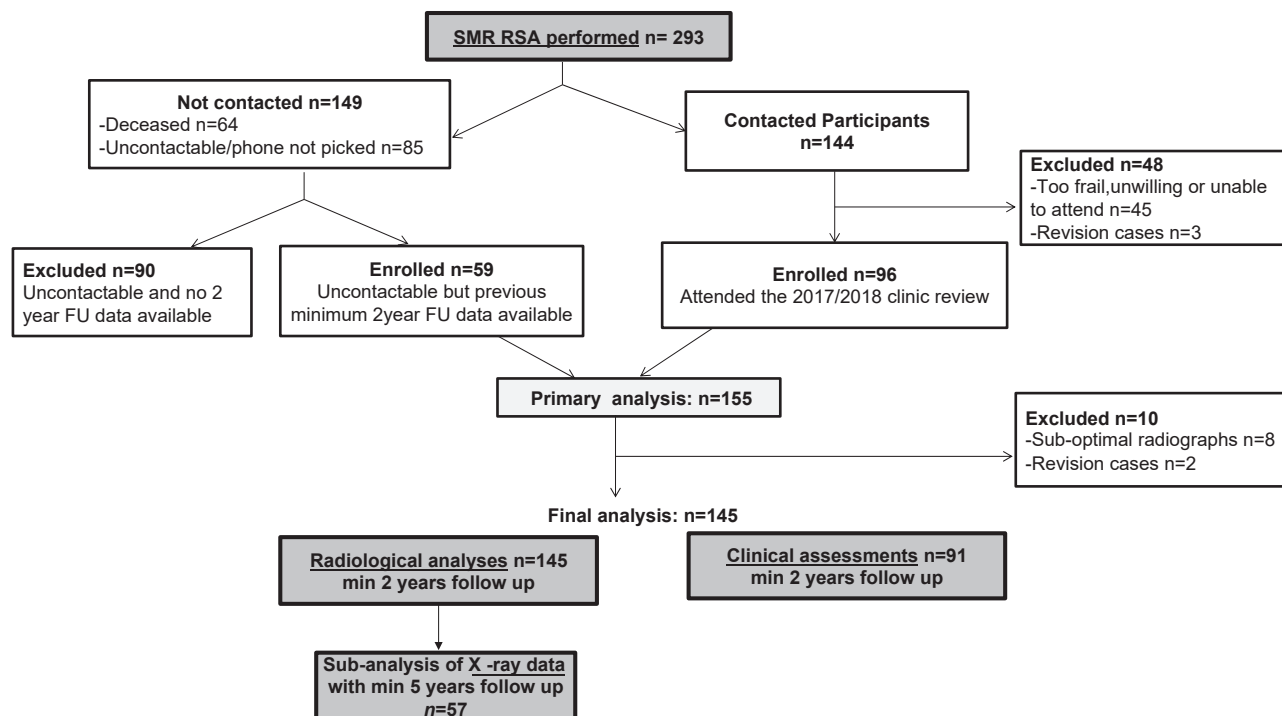 SMR RSA performed n= 293
Not contacted n=149
-Deceased n=64
-Uncontactable/phone not picked n=85
Contacted Participants
n=144
Excluded n=48
-Too frail,unwilling or unable
to attend n=45
-Revision cases n=3
Excluded n=90
Uncontactable and no 2
year FU data available
Enrolled n=59
Uncontactable but previous
minimum 2year FU data available
Enrolled n=96
Attended the 2017/2018 clinic review
Primary analysis: n=155
Excluded n=10
-Sub-optimal radiographs n=8
-Revision cases n=2
Final analysis: n=145
Radiological analyses n=145
min 2 years follow up
Clinical assessments n=91
min 2 years follow up
Sub-analysis of X -ray data
with min 5 years follow up
n=57